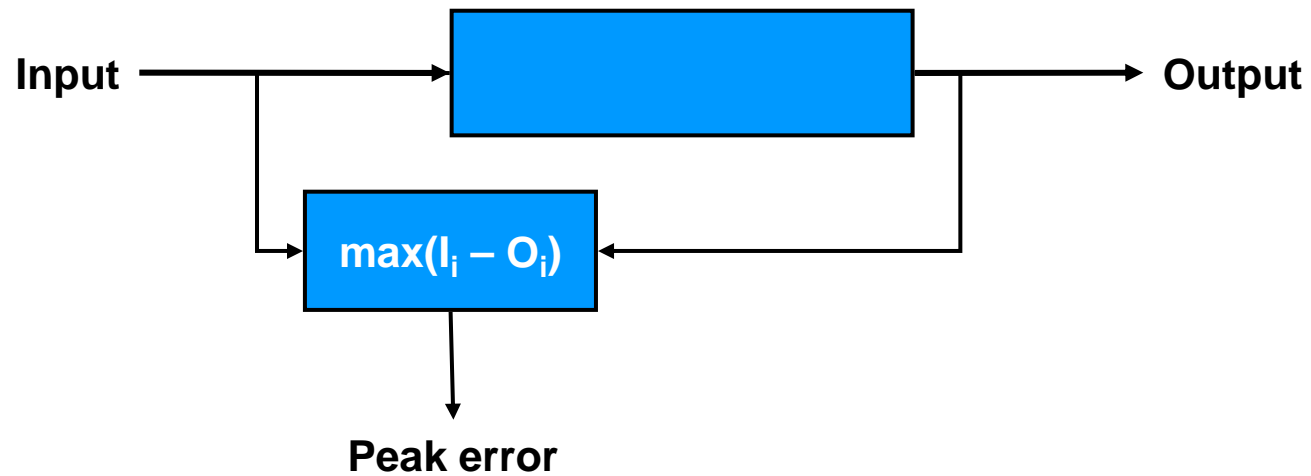 Input
Output
max(Iᵢ – Oᵢ)
Peak error